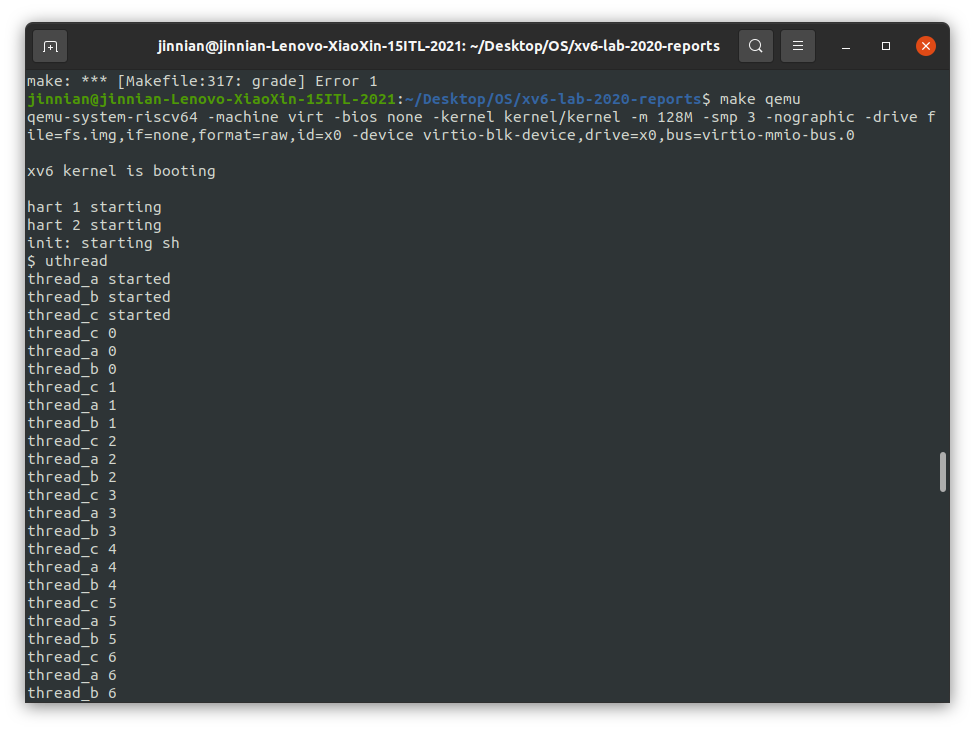 jinnian@jinnian-Lenovo-XiaoXin-15ITL-2021: ~/Desktop/OS/xv6-lab-2020-reports
make: *** [Makefile:317: grade] Error 1
jinnian@jinnian-Lenovo-XiaoXin-15ITL-2021:~/Desktop/OS/xv6-lab-2020-reports$ make qemu
qemu-system-riscv64 -machine virt -bios none -kernel kernel/kernel -m 128M -smp 3 -nographic -drive f
ile=fs.img,if=none,format=raw,id=x0 -device virtio-blk-device,drive=x0,bus=virtio-mmio-bus.0
xv6 kernel is booting
hart 1 starting
hart 2 starting
init: starting sh
$ uthread
thread_a started
thread_b started
thread_c started
thread_c 0
thread_a 0
thread_b 0
thread_c 1
thread_a 1
thread_b 1
thread_c 2
thread_a 2
thread_b 2
thread_c 3
thread_a 3
thread_b 3
thread_c 4
thread_a 4
thread_b 4
thread_c 5
thread_a 5
thread_b 5
thread_c 6
thread_a 6
thread_b 6